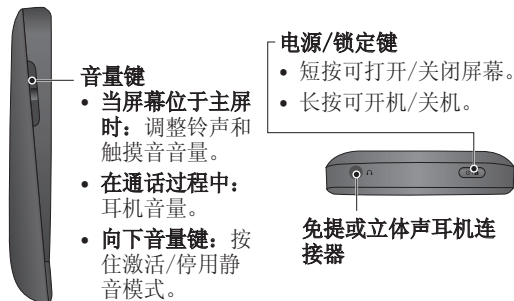 音量键
• 当屏幕位于主屏
时：调整铃声和
触摸音音量。
• 在通话过程中：
耳机音量。
• 向下音量键：按
住激活/停用静
音模式。
电源/锁定键
• 短按可打开/关闭屏幕。
• 长按可开机/关机。
免提或立体声耳机连
接器